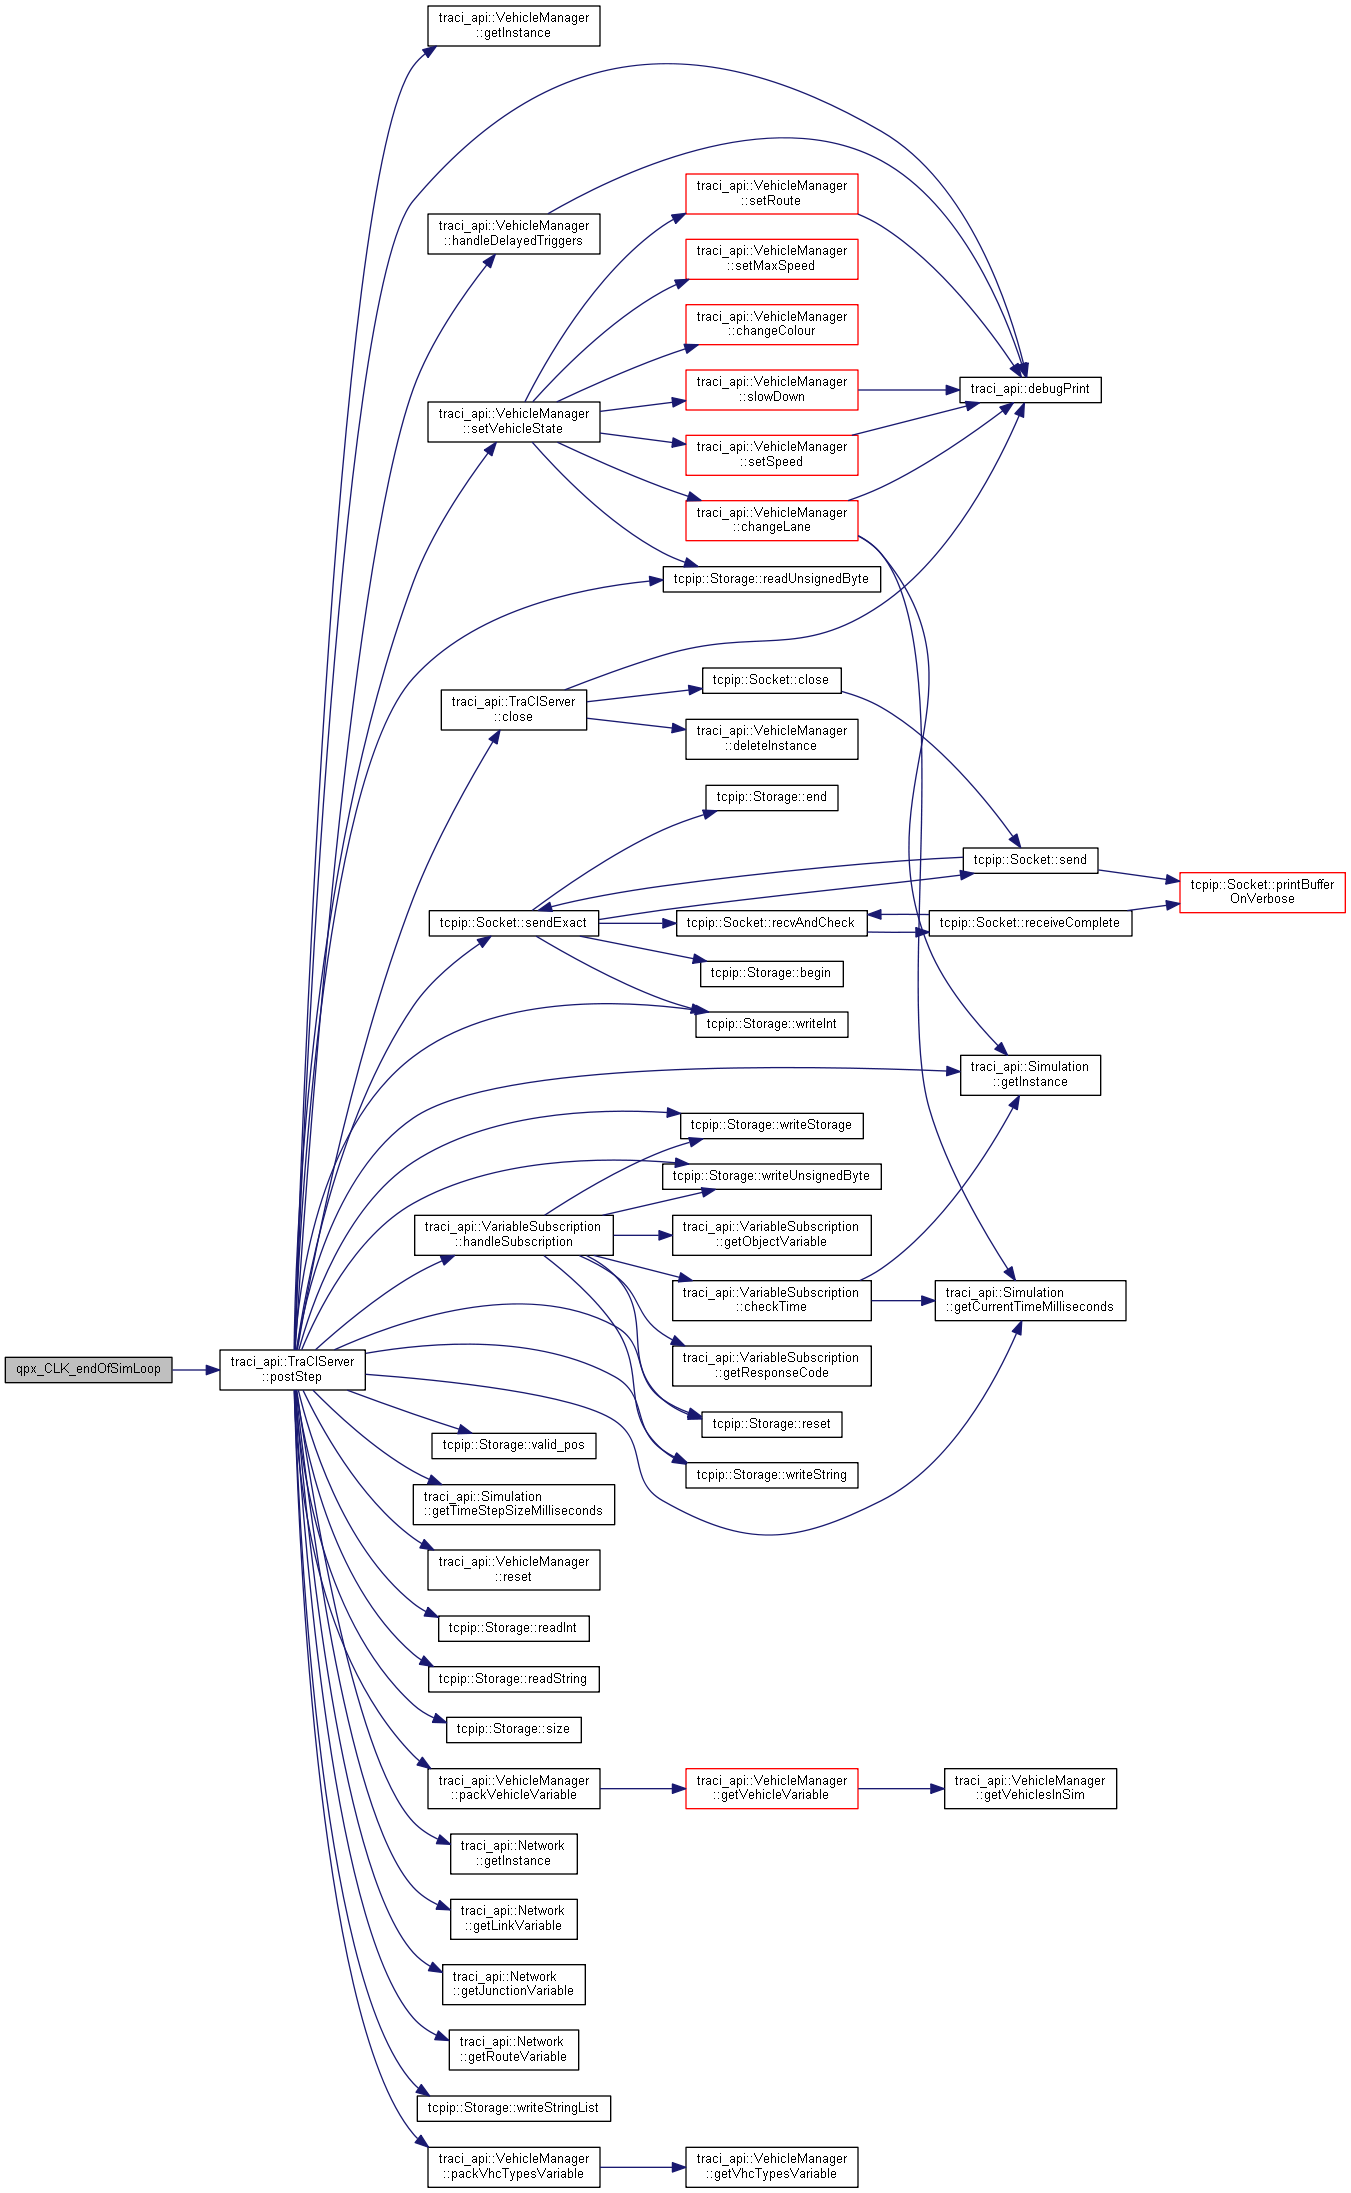 traci_api::VehicleManager
::getInstance
traci_api::VehicleManager
::setRoute
traci_api::VehicleManager
::handleDelayedTriggers
traci_api::VehicleManager
::setMaxSpeed
traci_api::VehicleManager
::changeColour
traci_api::VehicleManager
::slowDown
traci_api::debugPrint
traci_api::VehicleManager
::setVehicleState
traci_api::VehicleManager
::setSpeed
traci_api::VehicleManager
::changeLane
tcpip::Storage::readUnsignedByte
tcpip::Socket::close
traci_api::TraCIServer
::close
traci_api::VehicleManager
::deleteInstance
tcpip::Storage::end
tcpip::Socket::send
tcpip::Socket::printBuffer
OnVerbose
tcpip::Socket::sendExact
tcpip::Socket::recvAndCheck
tcpip::Socket::receiveComplete
tcpip::Storage::begin
tcpip::Storage::writeInt
traci_api::Simulation
::getInstance
tcpip::Storage::writeStorage
tcpip::Storage::writeUnsignedByte
traci_api::VariableSubscription
::handleSubscription
traci_api::VariableSubscription
::getObjectVariable
traci_api::VariableSubscription
::checkTime
traci_api::Simulation
::getCurrentTimeMilliseconds
traci_api::VariableSubscription
::getResponseCode
qpx_CLK_endOfSimLoop
traci_api::TraCIServer
::postStep
tcpip::Storage::reset
tcpip::Storage::valid_pos
tcpip::Storage::writeString
traci_api::Simulation
::getTimeStepSizeMilliseconds
traci_api::VehicleManager
::reset
tcpip::Storage::readInt
tcpip::Storage::readString
tcpip::Storage::size
traci_api::VehicleManager
::packVehicleVariable
traci_api::VehicleManager
::getVehicleVariable
traci_api::VehicleManager
::getVehiclesInSim
traci_api::Network
::getInstance
traci_api::Network
::getLinkVariable
traci_api::Network
::getJunctionVariable
traci_api::Network
::getRouteVariable
tcpip::Storage::writeStringList
traci_api::VehicleManager
::packVhcTypesVariable
traci_api::VehicleManager
::getVhcTypesVariable